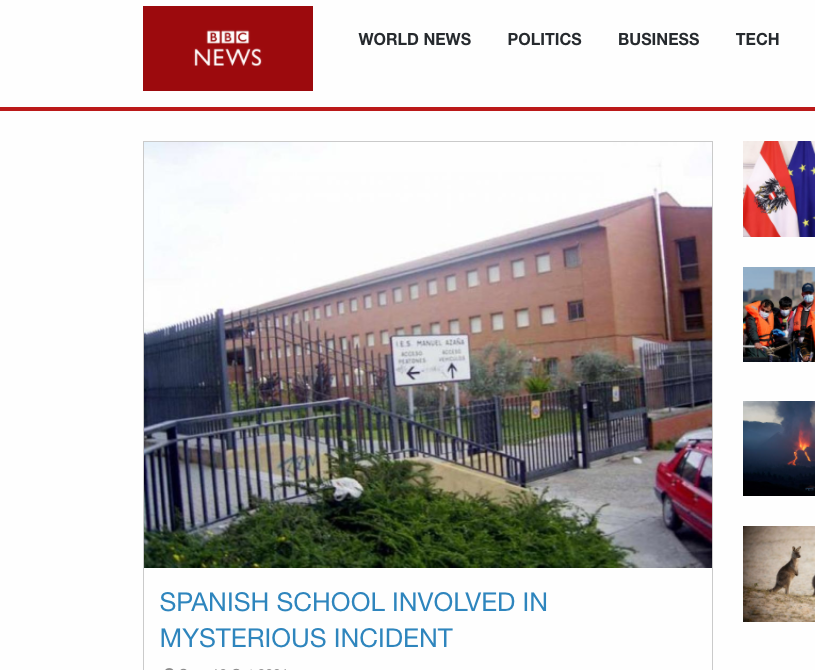 BBC
NEWS
WORLD NEWS POLITICS BUSINESS TECH
I.E.S. MANUEL AZAÑA
ACCESO PEATONES
ACCESO VEHICULOS
SPANISH SCHOOL INVOLVED IN
MYSTERIOUS INCIDENT